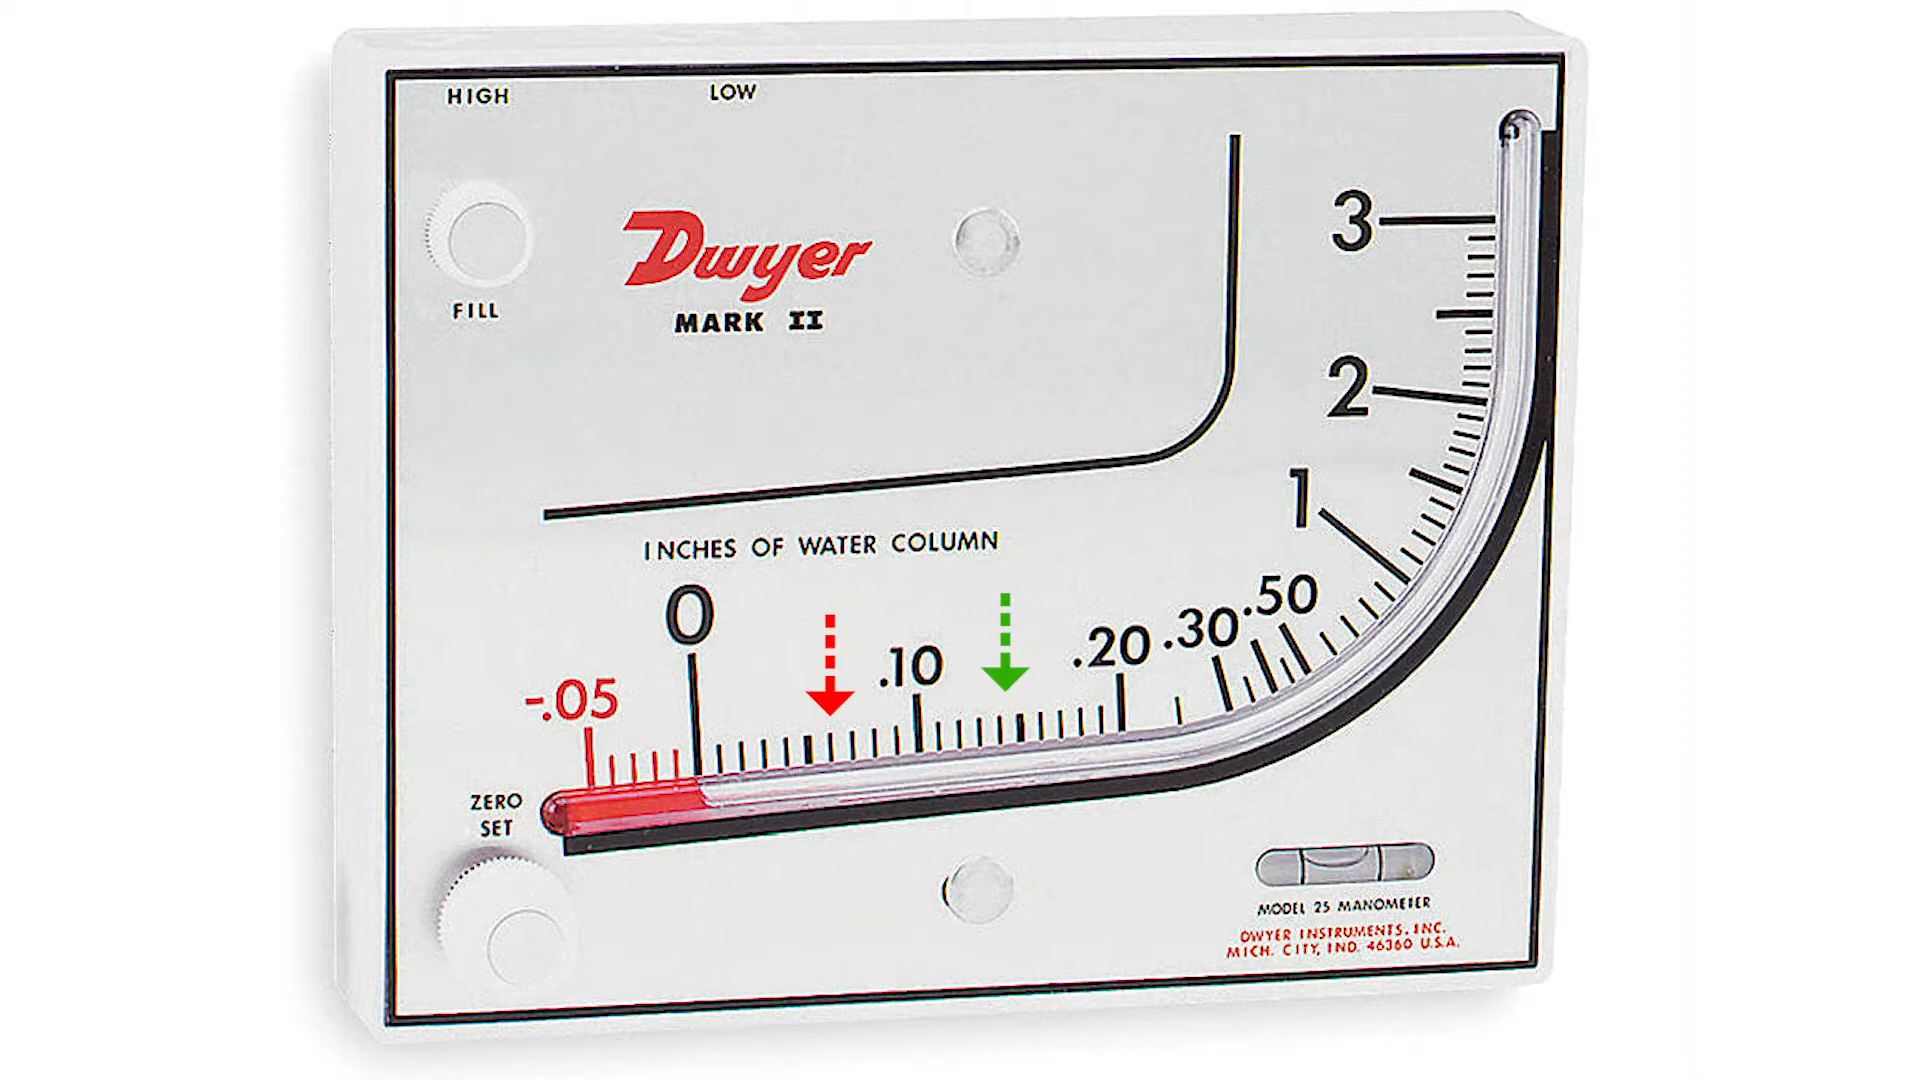 HIGH
LOW
FILL
Dwyer
MARK II
3
2
1
INCHES OF WATER COLUMN
-.05
0
.10
.20
.30
.50
ZERO
SET
MODEL 25 MANOMETER
DWYER INSTRUMENTS, INC.
MICH. CITY, IND. 46360 U.S.A.